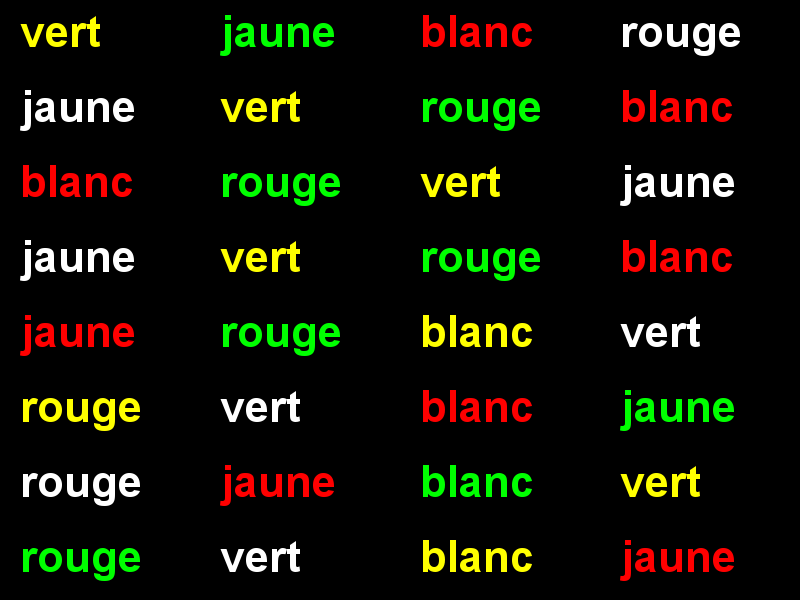 vert jaune blanc rouge
jaune vert rouge blanc
blanc rouge vert jaune
jaune vert rouge blanc
jaune rouge blanc vert
rouge vert blanc jaune
rouge jaune blanc vert
rouge vert blanc jaune